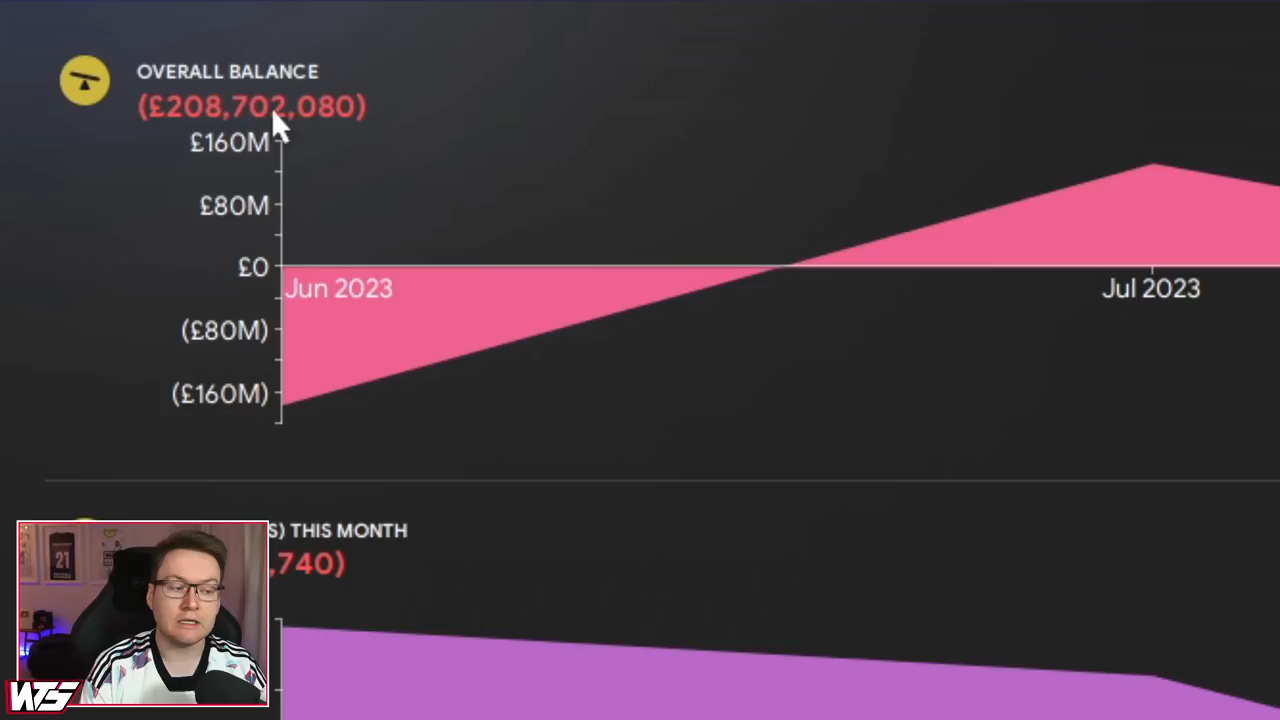 OVERALL BALANCE
(£208,702,080)
£160M
£80M
£0
Jun 2023
Jul 2023
(£80M)
(£160M)
S) THIS MONTH
,740)
21
WTS